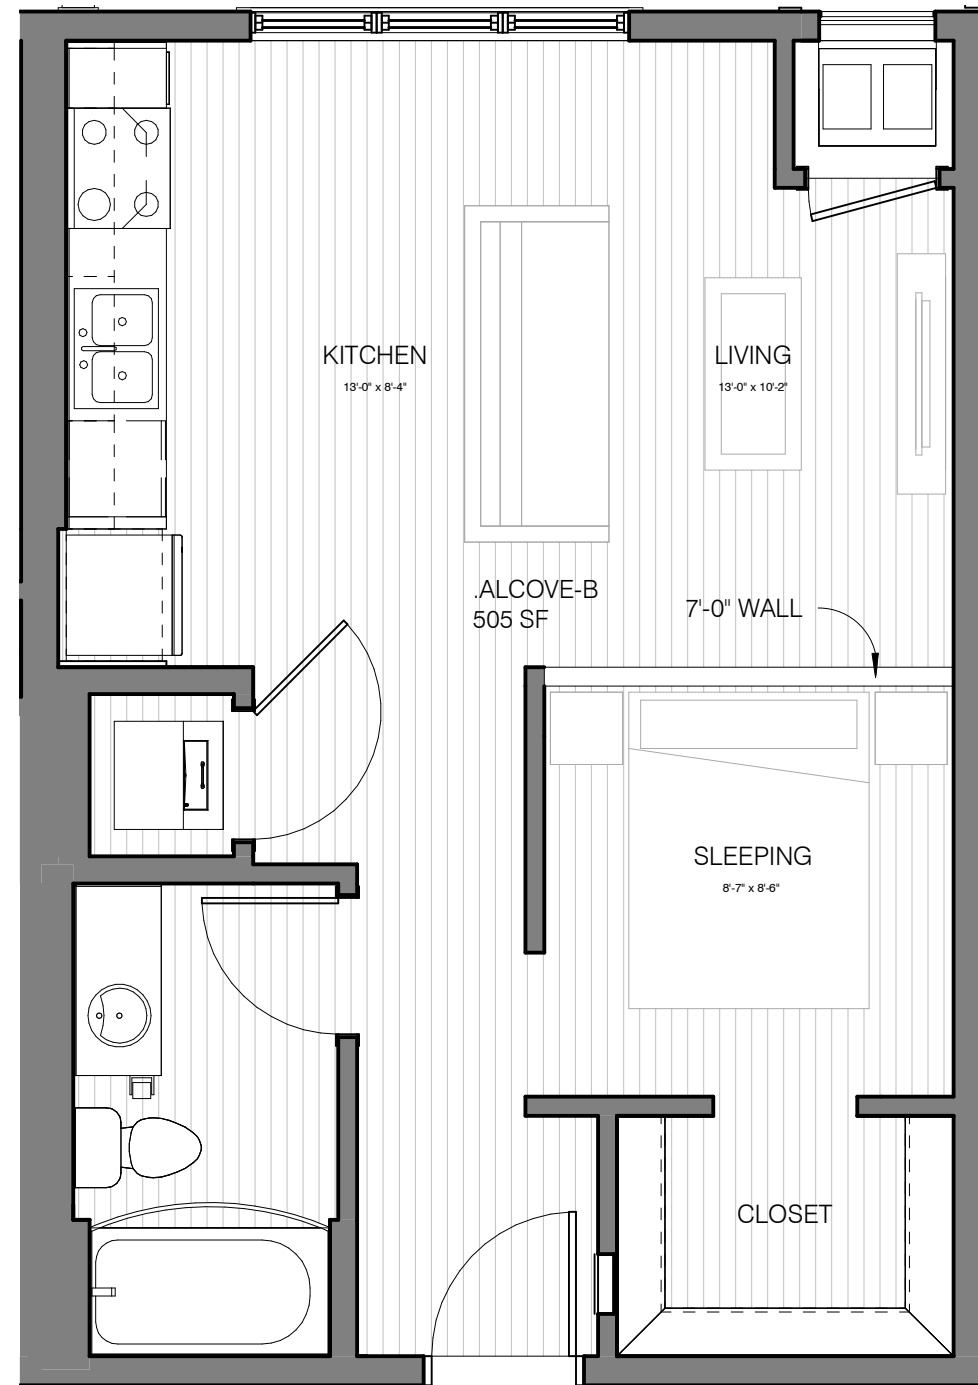 KITCHEN
13'-0" x 8'-4"
LIVING
13'-0" x 10'-2"
.ALCOVE-B
505 SF
7'-0" WALL
SLEEPING
8'-7" x 8'-6"
CLOSET